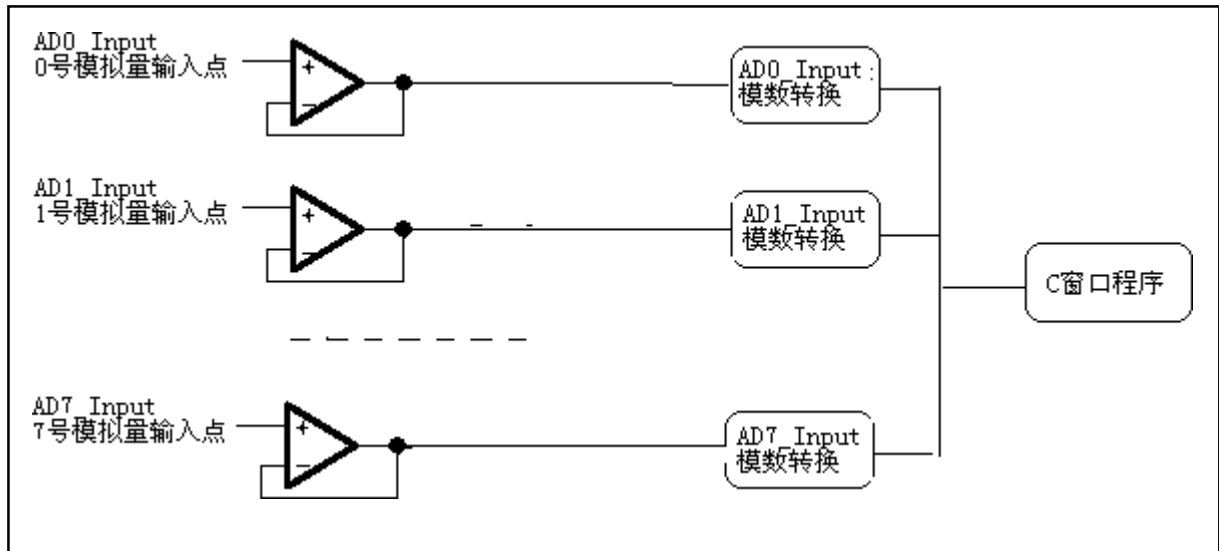 AD0_Input
0号模拟量输入点
AD0_Input:
模数转换
AD1_Input
1号模拟量输入点
AD1_Input
模数转换
C窗口程序
AD7_Input
7号模拟量输入点
AD7_Input
模数转换